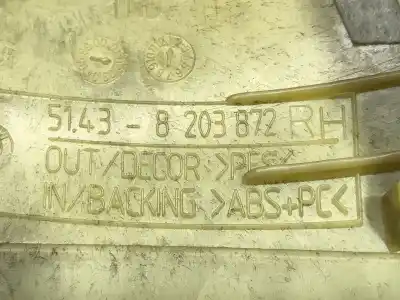 51.43 - 8 203 872 RH
OUT/DECOR >PES<
IN/BACKING >ABS+PC<